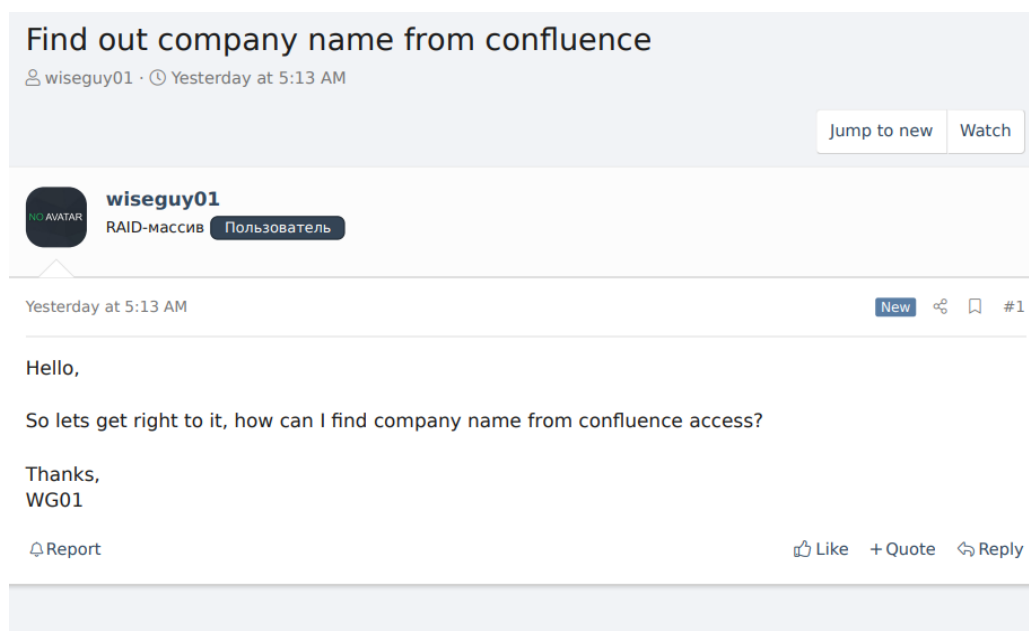 Find out company name from confluence
wiseguy01 · Yesterday at 5:13 AM
Jump to new Watch
NO AVATAR
wiseguy01
RAID-массив Пользователь
Yesterday at 5:13 AM New #1
Hello,
So lets get right to it, how can I find company name from confluence access?
Thanks,
WG01
Report Like +Quote Reply